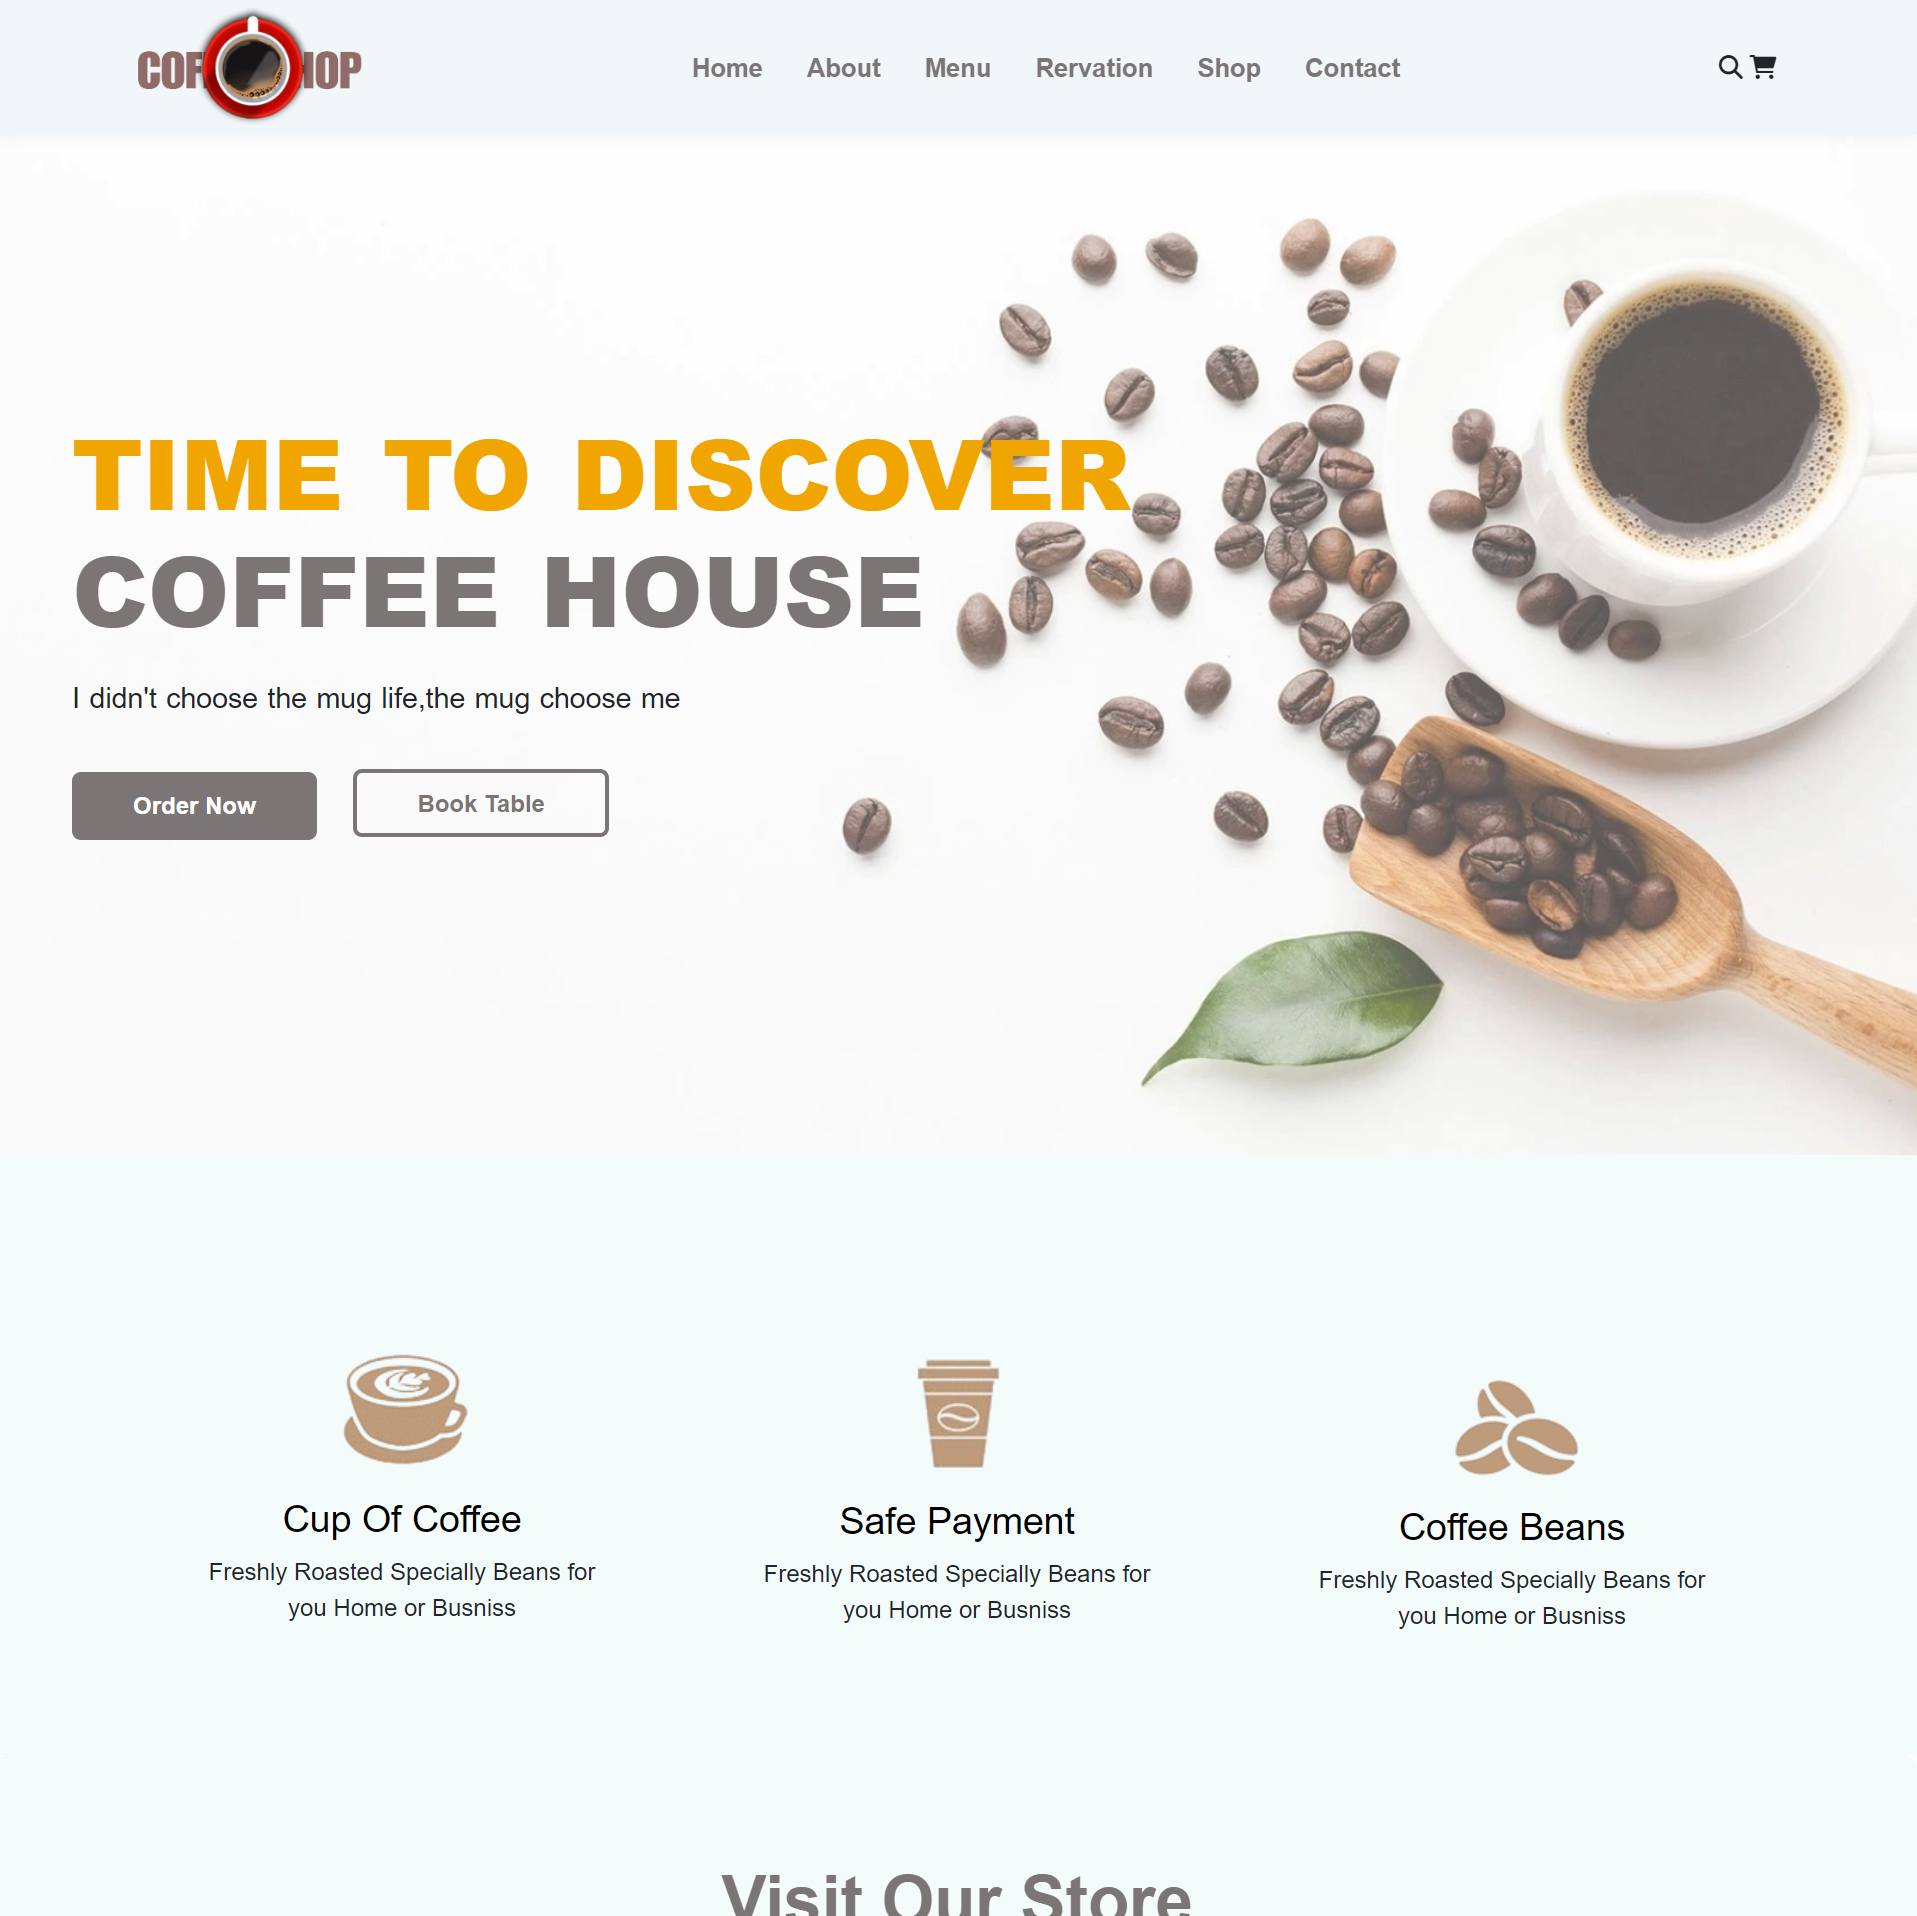 COF HOP
Home About Menu Rervation Shop Contact
TIME TO DISCOVER
COFFEE HOUSE
I didn't choose the mug life,the mug choose me
Order Now Book Table
Cup Of Coffee
Freshly Roasted Specially Beans for
you Home or Busniss
Safe Payment
Freshly Roasted Specially Beans for
you Home or Busniss
Coffee Beans
Freshly Roasted Specially Beans for
you Home or Busniss
Visit Our Store